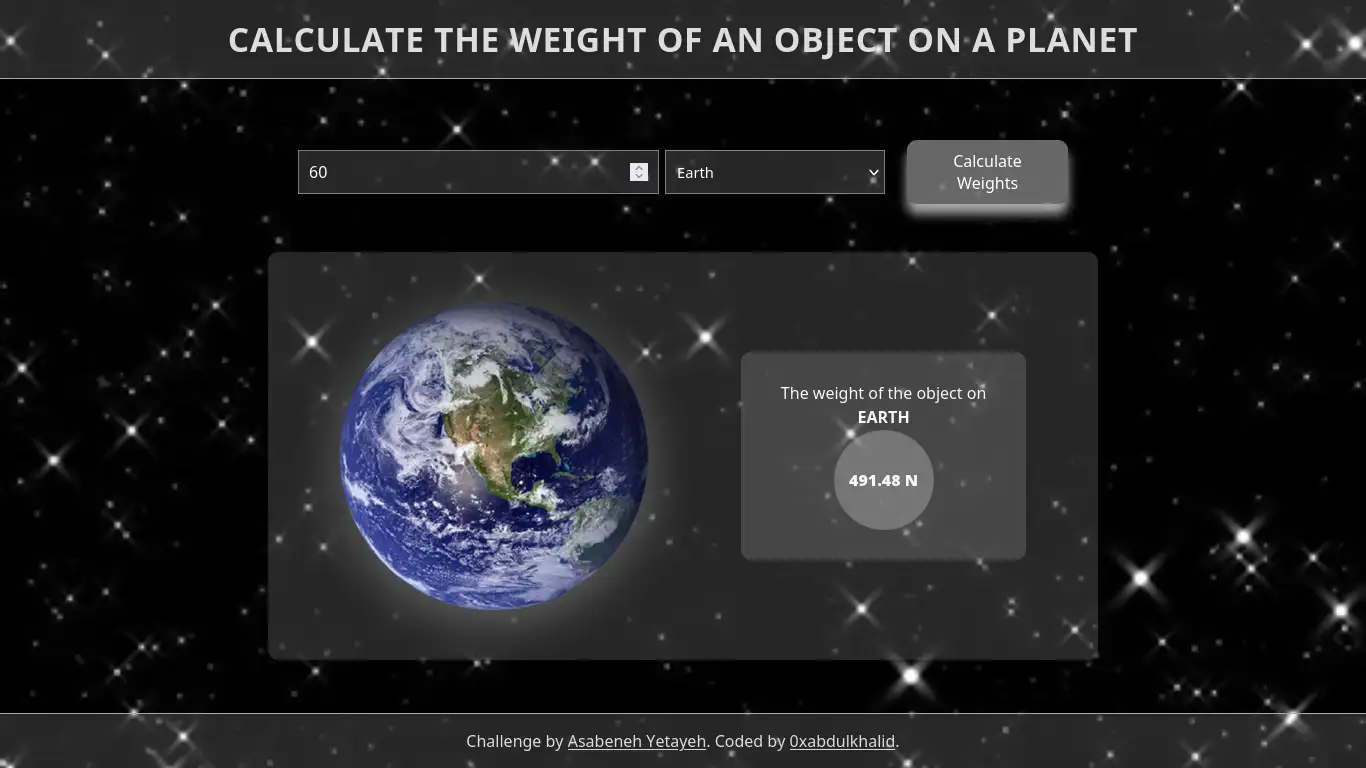 CALCULATE THE WEIGHT OF AN OBJECT ON A PLANET
60
Earth
Calculate
Weights
The weight of the object on
EARTH
491.48 N
Challenge by Asabeneh Yetayeh. Coded by 0xabdulkhalid.